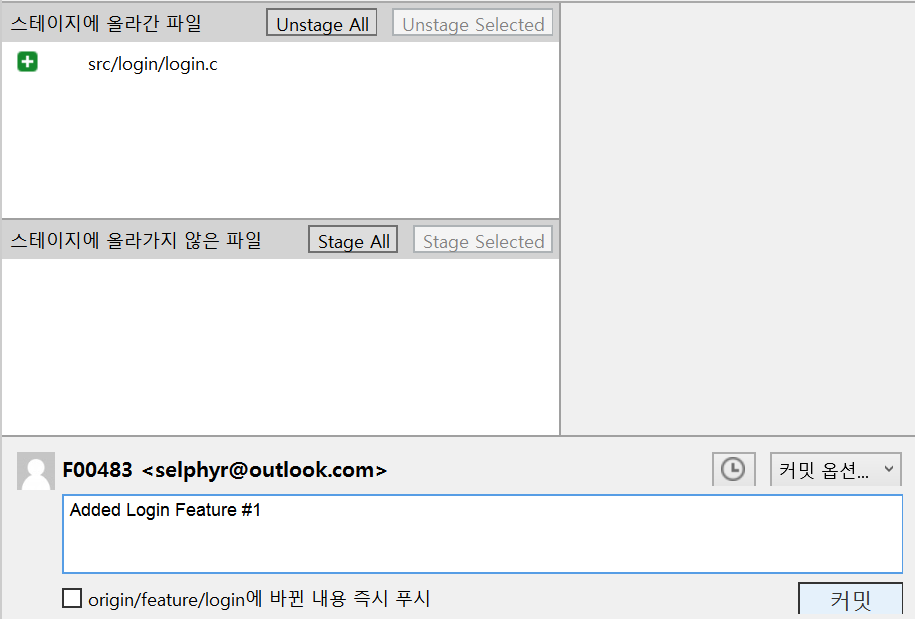 스테이지에 올라간 파일 Unstage All Unstage Selected
src/login/login.c
스테이지에 올라가지 않은 파일 Stage All Stage Selected
F00483 <selphyr@outlook.com> 커밋 옵션...
Added Login Feature #1
origin/feature/login에 바뀐 내용 즉시 푸시 커밋